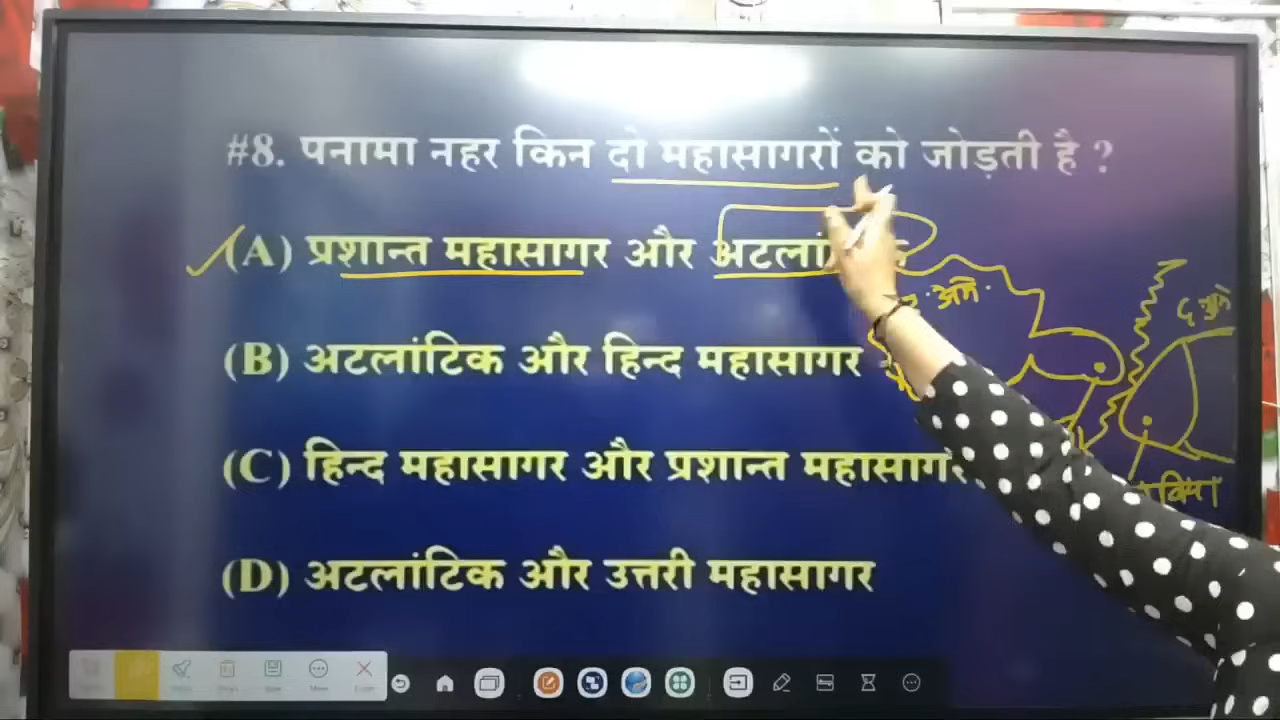 #8. पनामा नहर किन दो महासागरों को जोड़ती है ?
(A) प्रशान्त महासागर और
(B) अटलांटिक और हिन्द महासागर
(C) हिन्द महासागर और प्रशान्त महासागर
(D) अटलांटिक और उत्तरी महासागर